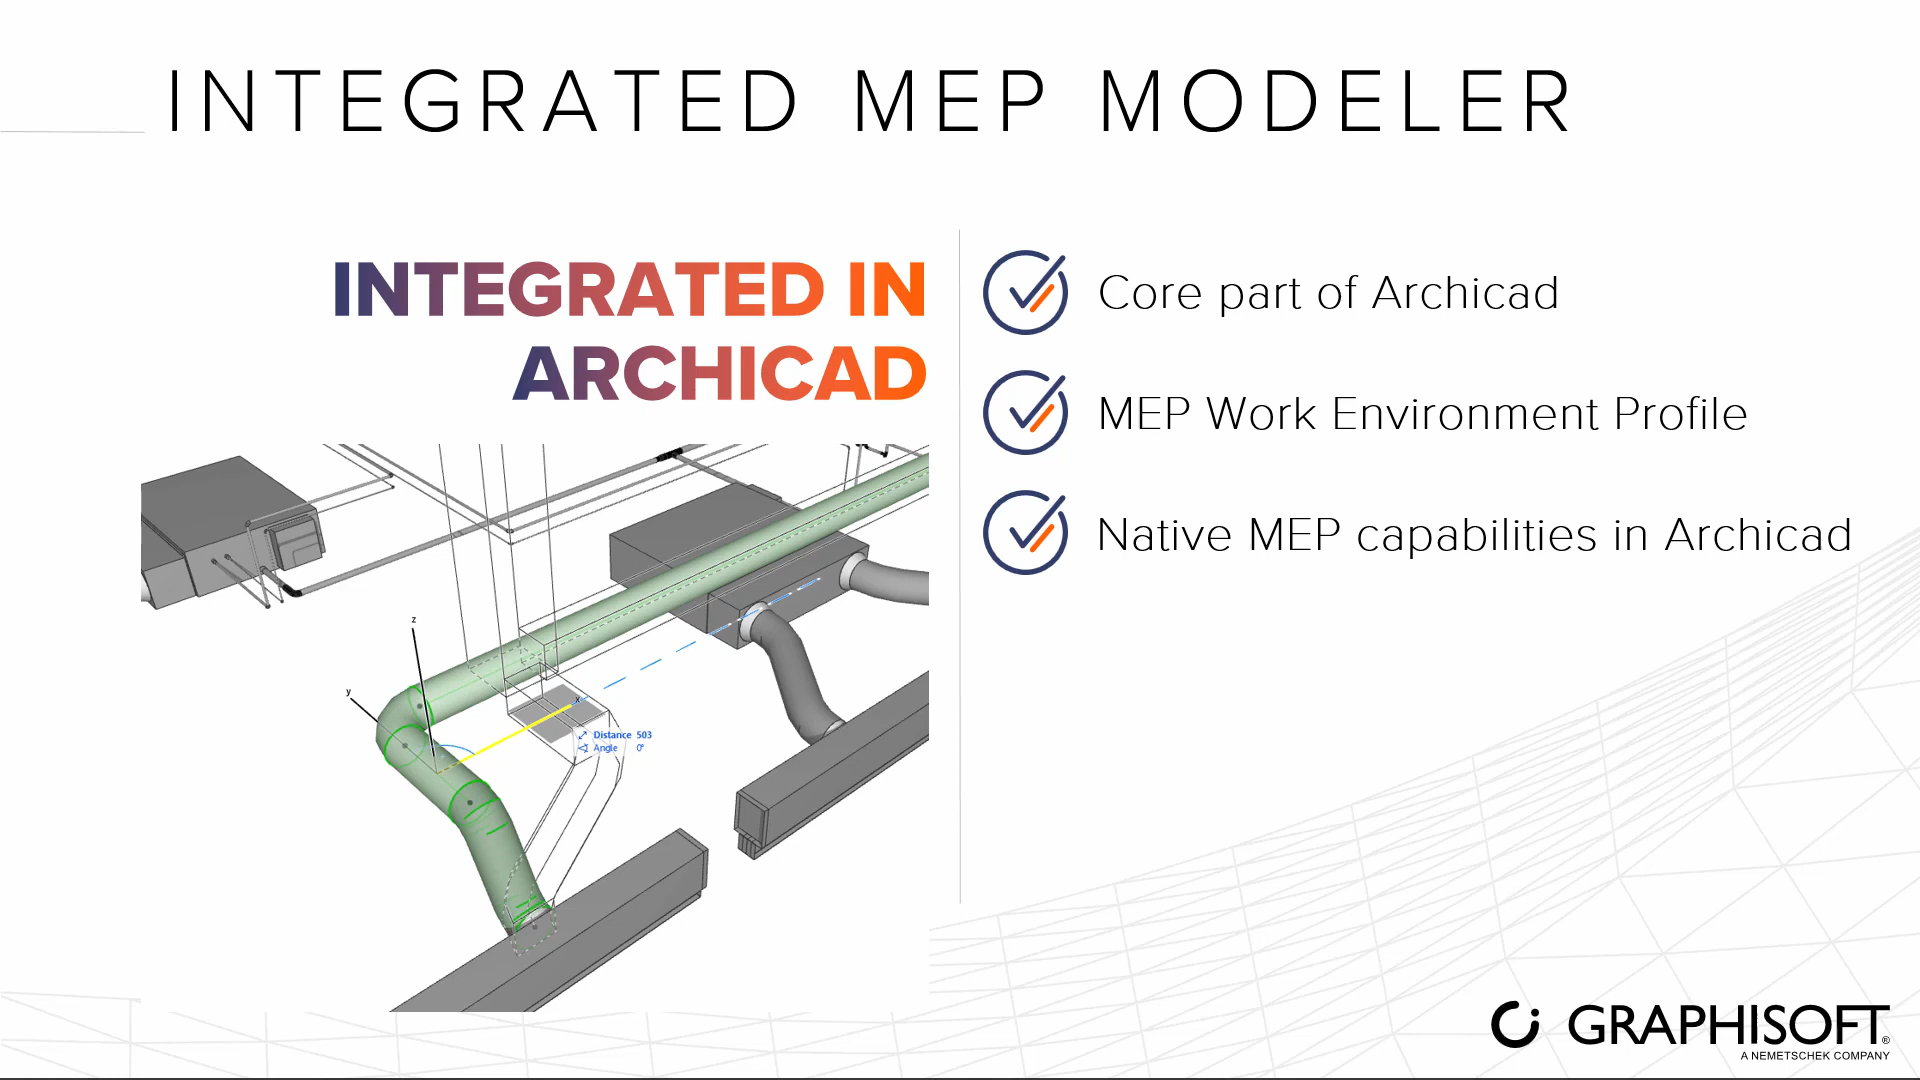 INTEGRATED MEP MODELER
INTEGRATED IN
ARCHICAD
Core part of Archicad
MEP Work Environment Profile
Native MEP capabilities in Archicad
z
y
x
Distance 503
Angle 0°
GRAPHISOFT®
A NEMETSCHEK COMPANY